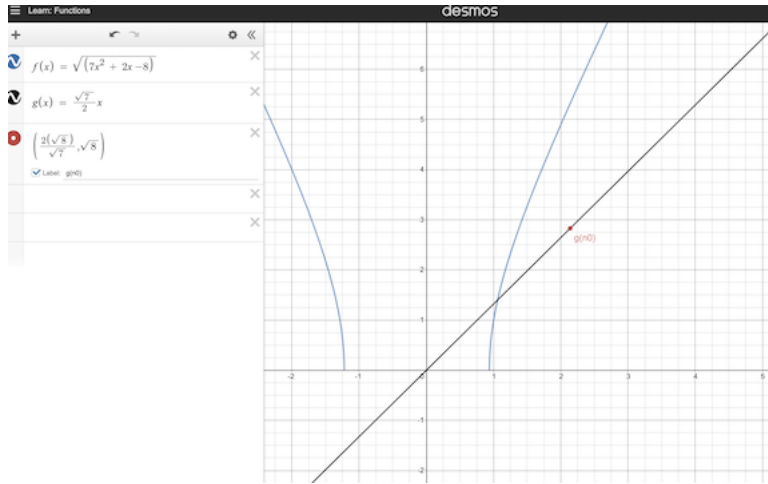 Learn: Functions
desmos
f(x) = √(7x² + 2x - 8)
g(x) = √7/2 x
(2(√8)/√7, √8)
Label: g(n0)
6
5
4
3
2
1
-2
-1
0
1
2
3
4
5
-1
-2
g(n0)